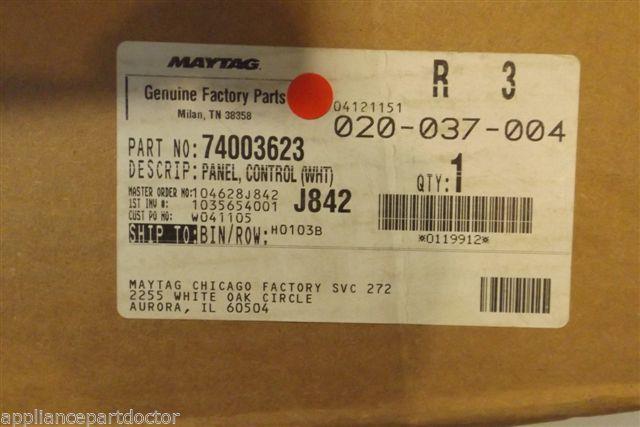 MAYTAG
R 3
Genuine Factory Parts
Milan, TN 38358
04121151
020-037-004
PART NO:74003623
DESCRIP:PANEL, CONTROL (WHT)
QTY:1
MASTER ORDER NO:104628J842
J842
1ST INV #: 1035654001
CUST PO NO: W041105
SHIP TO:BIN/ROW:H0103B
*0119912*
MAYTAG CHICAGO FACTORY SVC 272
2255 WHITE OAK CIRCLE
AURORA, IL 60504
© appliancepartdoctor